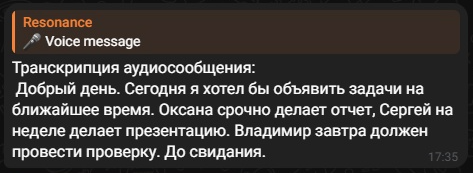 Resonance
🎤 Voice message
Транскрипция аудиосообщения:
Добрый день. Сегодня я хотел бы объявить задачи на
ближайшее время. Оксана срочно делает отчет, Сергей на
неделе делает презентацию. Владимир завтра должен
провести проверку. До свидания.
17:35